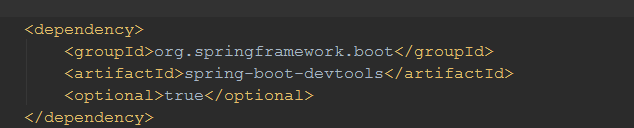 <dependency>
<groupId>org.springframework.boot</groupId>
<artifactId>spring-boot-devtools</artifactId>
<optional>true</optional>
</dependency>